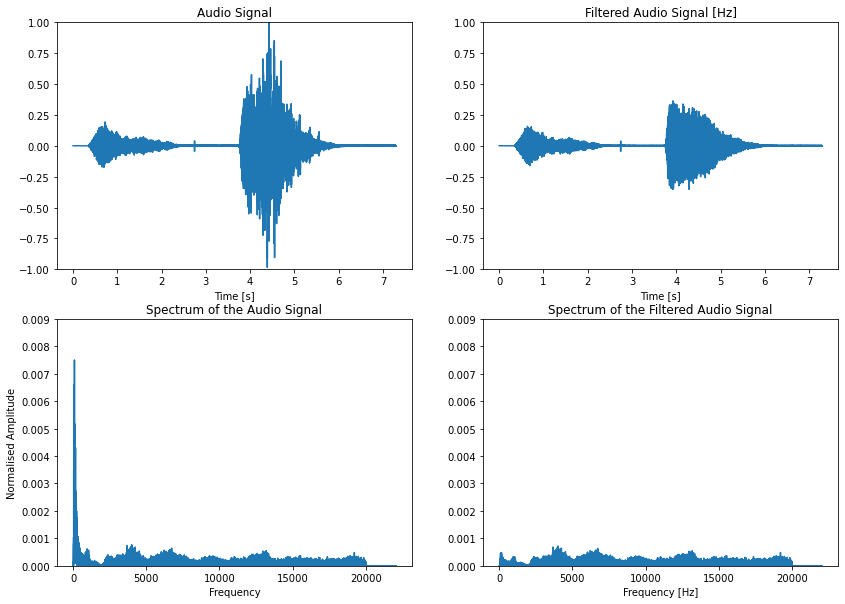 Audio Signal
1.00
0.75
0.50
0.25
0.00
−0.25
−0.50
−0.75
−1.00
0 1 2 3 4 5 6 7
Time [s]
Filtered Audio Signal [Hz]
1.00
0.75
0.50
0.25
0.00
−0.25
−0.50
−0.75
−1.00
0 1 2 3 4 5 6 7
Time [s]
Spectrum of the Audio Signal
Normalised Amplitude
0.009
0.008
0.007
0.006
0.005
0.004
0.003
0.002
0.001
0.000
0 5000 10000 15000 20000
Frequency
Spectrum of the Filtered Audio Signal
0.009
0.008
0.007
0.006
0.005
0.004
0.003
0.002
0.001
0.000
0 5000 10000 15000 20000
Frequency [Hz]